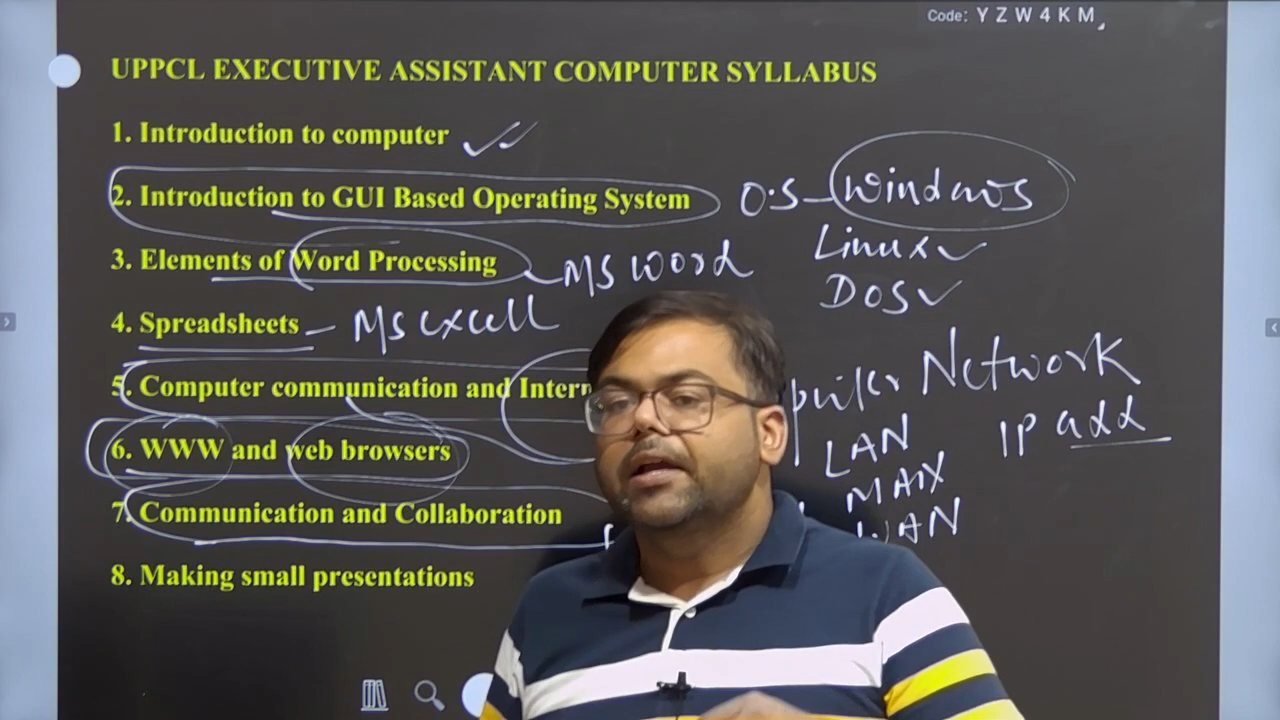 Code: Y Z W 4 K M
UPPCL EXECUTIVE ASSISTANT COMPUTER SYLLABUS
1. Introduction to computer
2. Introduction to GUI Based Operating System O.S - Windows
Linux
3. Elements of Word Processing - MS Word
DOS
4. Spreadsheets - MS Excell
5. Computer communication and Intern
Network
6. WWW and web browsers
LAN IP add
MAN
7. Communication and Collaboration
WAN
8. Making small presentations